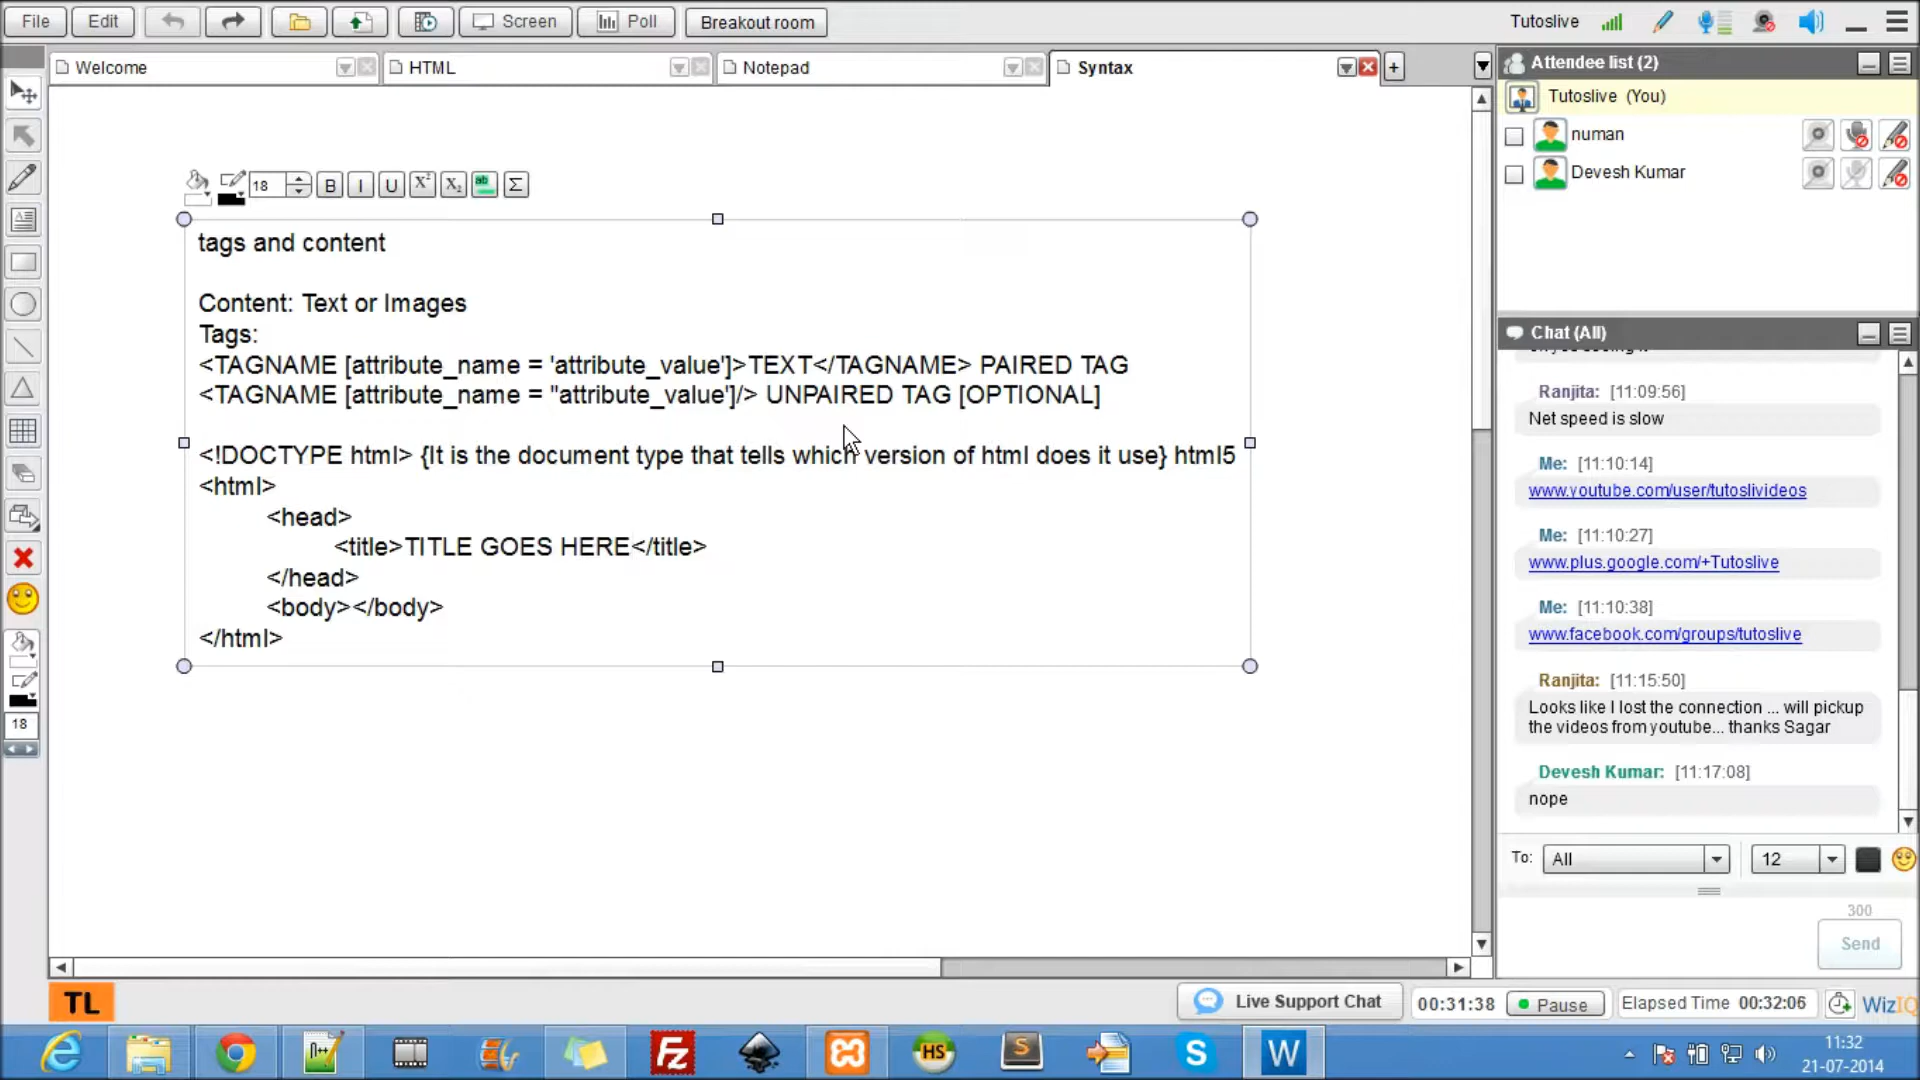 File Edit Screen Poll Breakout room Tutoslive
Welcome HTML Notepad Syntax +
18 B I U X² X₂ ab Σ
tags and content
Content: Text or Images
Tags:
<TAGNAME [attribute_name = 'attribute_value']>TEXT</TAGNAME> PAIRED TAG
<TAGNAME [attribute_name = "attribute_value']/> UNPAIRED TAG [OPTIONAL]
<!DOCTYPE html> {It is the document type that tells which version of html does it use} html5
<html>
<head>
<title>TITLE GOES HERE</title>
</head>
<body></body>
</html>
18
Attendee list (2)
Tutoslive (You)
numan
Devesh Kumar
Chat (All)
Ranjita: [11:09:56]
Net speed is slow
Me: [11:10:14]
www.youtube.com/user/tutoslivideos
Me: [11:10:27]
www.plus.google.com/+Tutoslive
Me: [11:10:38]
www.facebook.com/groups/tutoslive
Ranjita: [11:15:50]
Looks like I lost the connection ... will pickup
the videos from youtube... thanks Sagar
Devesh Kumar: [11:17:08]
nope
To: All 12
300
Send
TL Live Support Chat 00:31:38 Pause Elapsed Time 00:32:06 WizIQ
n++ Fz HS S S W
11:32
21-07-2014